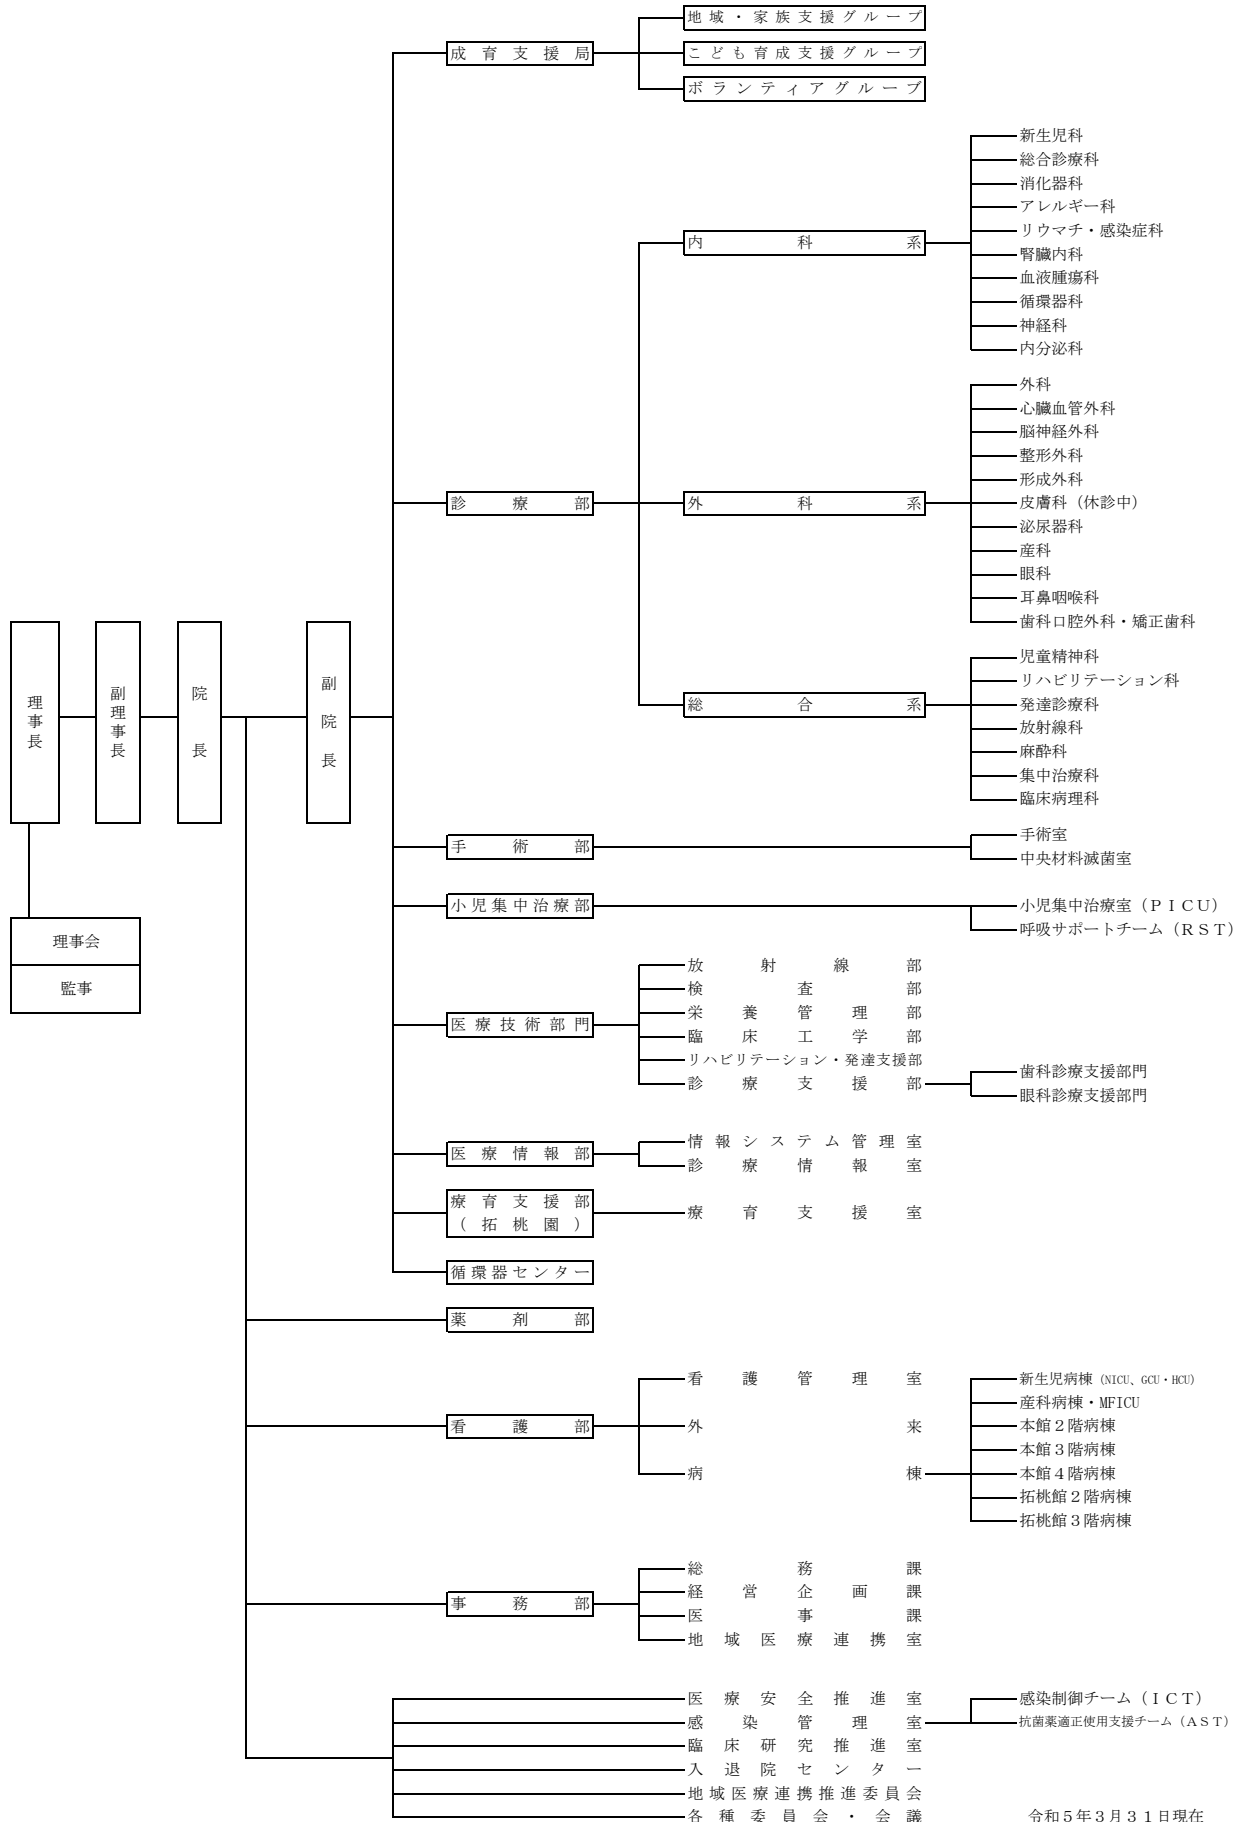 地域・家族支援グループ
成育支援局
こども育成支援グループ
ボランティアグループ
新生児科
総合診療科
消化器科
アレルギー科
リウマチ・感染症科
内科系
腎臓内科
血液腫瘍科
循環器科
神経科
内分泌科
外科
心臓血管外科
脳神経外科
整形外科
形成外科
診療部
外科系
皮膚科（休診中）
泌尿器科
産科
眼科
耳鼻咽喉科
歯科口腔外科・矯正歯科
理事長
副理事長
院長
副院長
児童精神科
リハビリテーション科
総合系
発達診療科
放射線科
麻酔科
集中治療科
臨床病理科
手術部
手術室
中央材料滅菌室
小児集中治療部
小児集中治療室（ＰＩＣＵ）
呼吸サポートチーム（ＲＳＴ）
理事会
監事
放射線部
検査部
栄養管理部
医療技術部門
臨床工学部
リハビリテーション・発達支援部
診療支援部
歯科診療支援部門
眼科診療支援部門
医療情報部
情報システム管理室
診療情報室
療育支援部
（拓桃園）
療育支援室
循環器センター
薬剤部
看護管理室
看護部
外来
病棟
新生児病棟（NICU、GCU・HCU）
産科病棟・MFICU
本館２階病棟
本館３階病棟
本館４階病棟
拓桃館２階病棟
拓桃館３階病棟
総務課
経営企画課
事務部
医事課
地域医療連携室
医療安全推進室
感染管理室
感染制御チーム（ＩＣＴ）
抗菌薬適正使用支援チーム（ＡＳＴ）
臨床研究推進室
入退院センター
地域医療連携推進委員会
各種委員会・会議
令和５年３月３１日現在